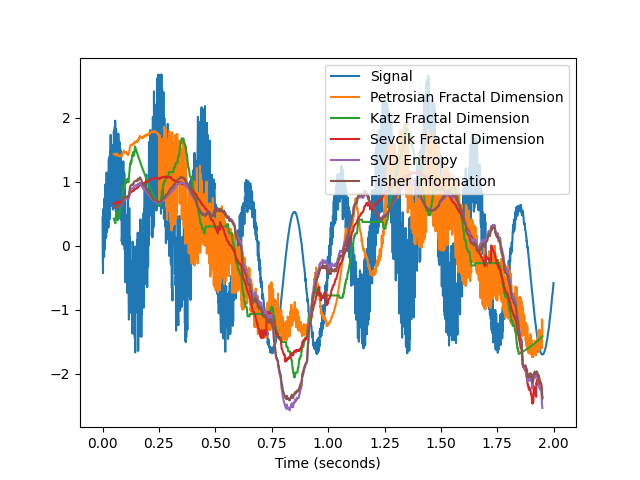 Signal
Petrosian Fractal Dimension
Katz Fractal Dimension
Sevcik Fractal Dimension
SVD Entropy
Fisher Information
2
1
0
−1
−2
0.00 0.25 0.50 0.75 1.00 1.25 1.50 1.75 2.00
Time (seconds)